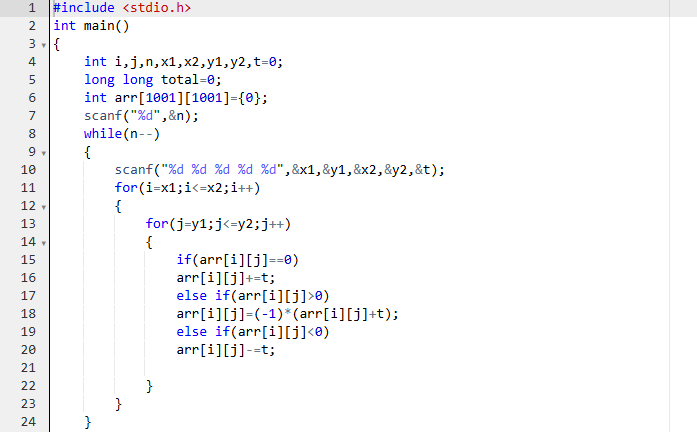 1 #include <stdio.h>
2 int main()
3 {
4 int i,j,n,x1,x2,y1,y2,t=0;
5 long long total=0;
6 int arr[1001][1001]={0};
7 scanf("%d",&n);
8 while(n--)
9 {
10 scanf("%d %d %d %d %d",&x1,&y1,&x2,&y2,&t);
11 for(i=x1;i<=x2;i++)
12 {
13 for(j=y1;j<=y2;j++)
14 {
15 if(arr[i][j]==0)
16 arr[i][j]+=t;
17 else if(arr[i][j]>0)
18 arr[i][j]=(-1)*(arr[i][j]+t);
19 else if(arr[i][j]<0)
20 arr[i][j]-=t;
21
22 }
23 }
24 }